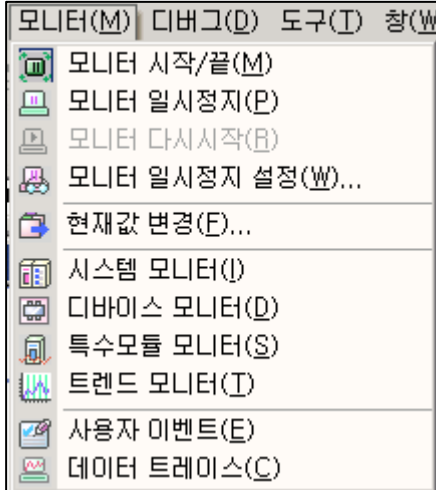 모니터(M) 디버그(D) 도구(T) 창(W
모니터 시작/끝(M)
모니터 일시정지(P)
모니터 다시시작(R)
모니터 일시정지 설정(W)...
현재값 변경(F)...
시스템 모니터(I)
디바이스 모니터(D)
특수모듈 모니터(S)
트렌드 모니터(T)
사용자 이벤트(E)
데이터 트레이스(C)